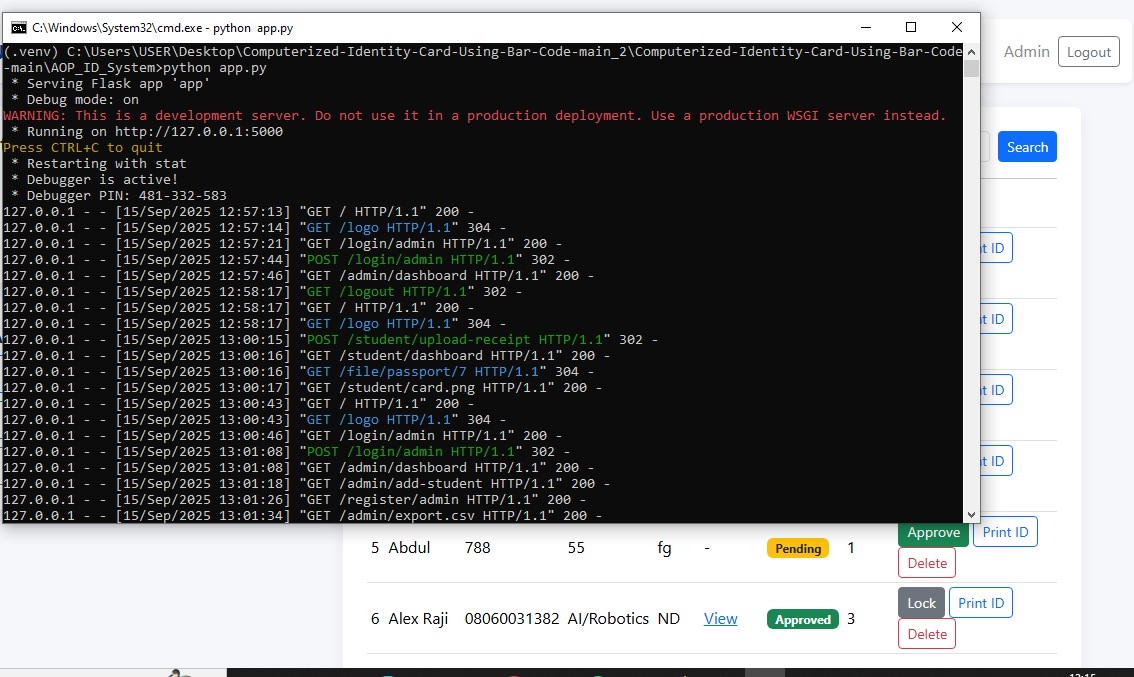 C:\Windows\System32\cmd.exe - python  app.py
(.venv) C:\Users\USER\Desktop\Computerized-Identity-Card-Using-Bar-Code-main_2\Computerized-Identity-Card-Using-Bar-Code
-main\AOP_ID_System>python app.py
 * Serving Flask app 'app'
 * Debug mode: on
WARNING: This is a development server. Do not use it in a production deployment. Use a production WSGI server instead.
 * Running on http://127.0.0.1:5000
Press CTRL+C to quit
 * Restarting with stat
 * Debugger is active!
 * Debugger PIN: 481-332-583
127.0.0.1 - - [15/Sep/2025 12:57:13] "GET / HTTP/1.1" 200 -
127.0.0.1 - - [15/Sep/2025 12:57:14] "GET /logo HTTP/1.1" 304 -
127.0.0.1 - - [15/Sep/2025 12:57:21] "GET /login/admin HTTP/1.1" 200 -
127.0.0.1 - - [15/Sep/2025 12:57:44] "POST /login/admin HTTP/1.1" 302 -
127.0.0.1 - - [15/Sep/2025 12:57:46] "GET /admin/dashboard HTTP/1.1" 200 -
127.0.0.1 - - [15/Sep/2025 12:58:17] "GET /logout HTTP/1.1" 302 -
127.0.0.1 - - [15/Sep/2025 12:58:17] "GET / HTTP/1.1" 200 -
127.0.0.1 - - [15/Sep/2025 12:58:17] "GET /logo HTTP/1.1" 304 -
127.0.0.1 - - [15/Sep/2025 13:00:15] "POST /student/upload-receipt HTTP/1.1" 302 -
127.0.0.1 - - [15/Sep/2025 13:00:16] "GET /student/dashboard HTTP/1.1" 200 -
127.0.0.1 - - [15/Sep/2025 13:00:16] "GET /file/passport/7 HTTP/1.1" 304 -
127.0.0.1 - - [15/Sep/2025 13:00:17] "GET /student/card.png HTTP/1.1" 200 -
127.0.0.1 - - [15/Sep/2025 13:00:43] "GET / HTTP/1.1" 200 -
127.0.0.1 - - [15/Sep/2025 13:00:43] "GET /logo HTTP/1.1" 304 -
127.0.0.1 - - [15/Sep/2025 13:00:46] "GET /login/admin HTTP/1.1" 200 -
127.0.0.1 - - [15/Sep/2025 13:01:08] "POST /login/admin HTTP/1.1" 302 -
127.0.0.1 - - [15/Sep/2025 13:01:08] "GET /admin/dashboard HTTP/1.1" 200 -
127.0.0.1 - - [15/Sep/2025 13:01:18] "GET /admin/add-student HTTP/1.1" 200 -
127.0.0.1 - - [15/Sep/2025 13:01:26] "GET /register/admin HTTP/1.1" 200 -
127.0.0.1 - - [15/Sep/2025 13:01:34] "GET /admin/export.csv HTTP/1.1" 200 -
Admin Logout
Search
ID
ID
ID
ID
5 Abdul 788 55 fg - Pending 1 Approve Print ID
Delete
6 Alex Raji 08060031382 AI/Robotics ND View Approved 3 Lock Print ID
Delete